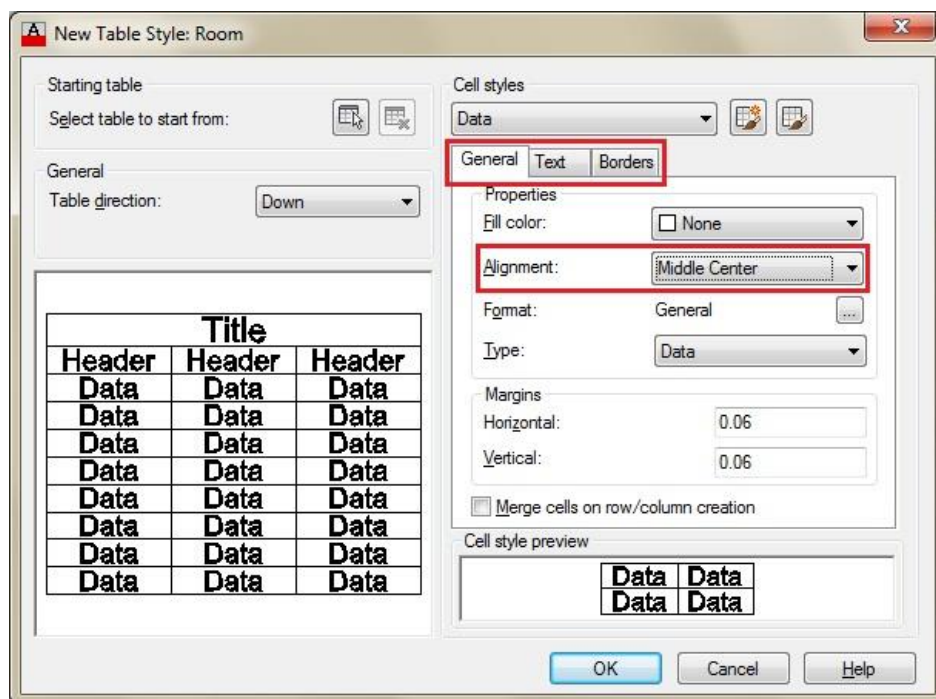 New Table Style: Room
Starting table
Select table to start from:
General
Table direction:
Down
Title
Header Header Header
Data Data Data
Data Data Data
Data Data Data
Data Data Data
Data Data Data
Data Data Data
Data Data Data
Data Data Data
Cell styles
Data
General Text Borders
Properties
Fill color:
None
Alignment:
Middle Center
Format:
General
...
Type:
Data
Margins
Horizontal:
0.06
Vertical:
0.06
Merge cells on row/column creation
Cell style preview
Data Data
Data Data
OK Cancel Help